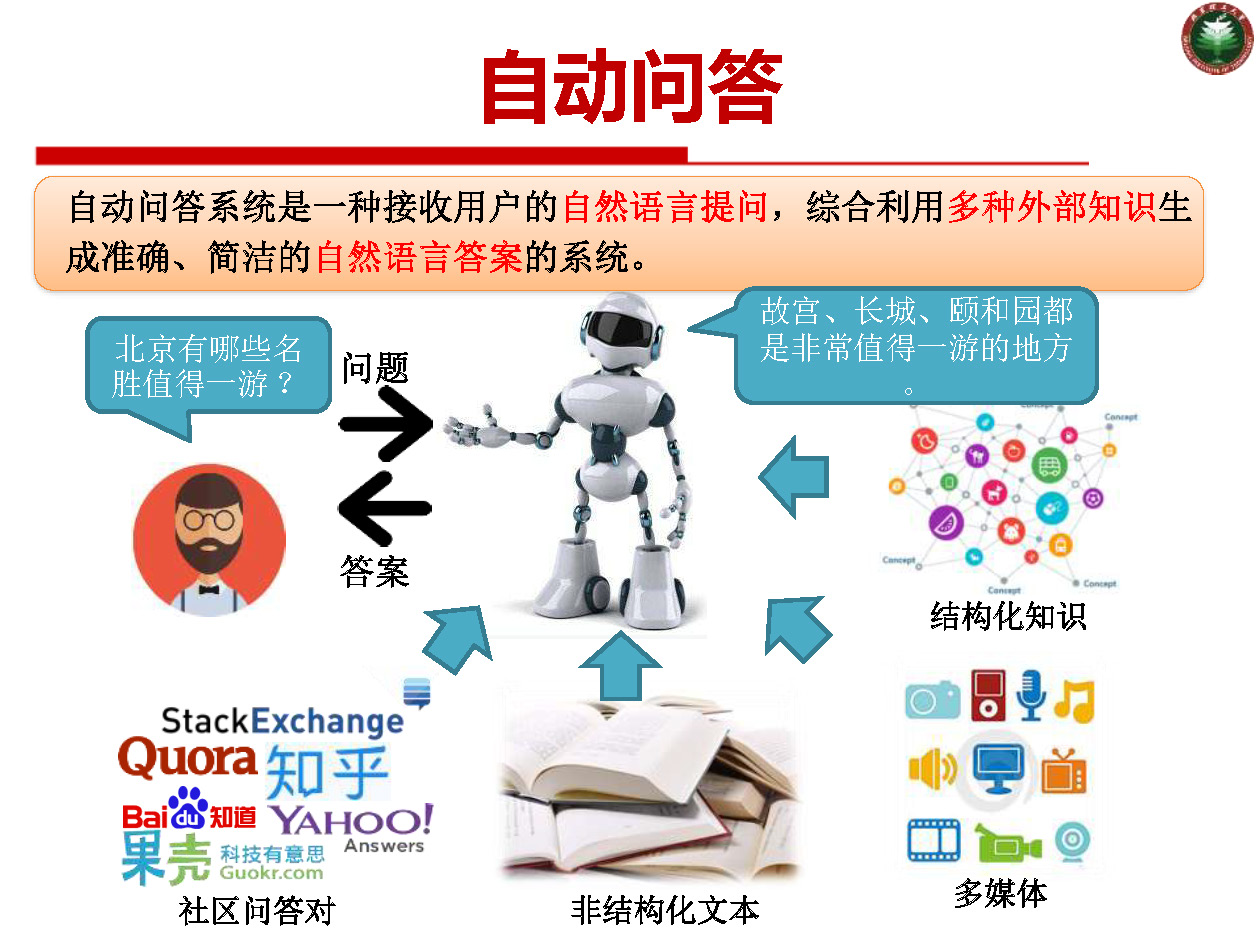 自动问答
自动问答系统是一种接收用户的自然语言提问，综合利用多种外部知识生
成准确、简洁的自然语言答案的系统。
北京有哪些名
胜值得一游？
问题
答案
故宫、长城、颐和园都
是非常值得一游的地方
。
Concept
Concept
Concept
Concept
结构化知识
StackExchange
Quora
知乎
Bai du 知道
YAHOO!
Answers
果壳
科技有意思
Guokr.com
社区问答对
非结构化文本
多媒体